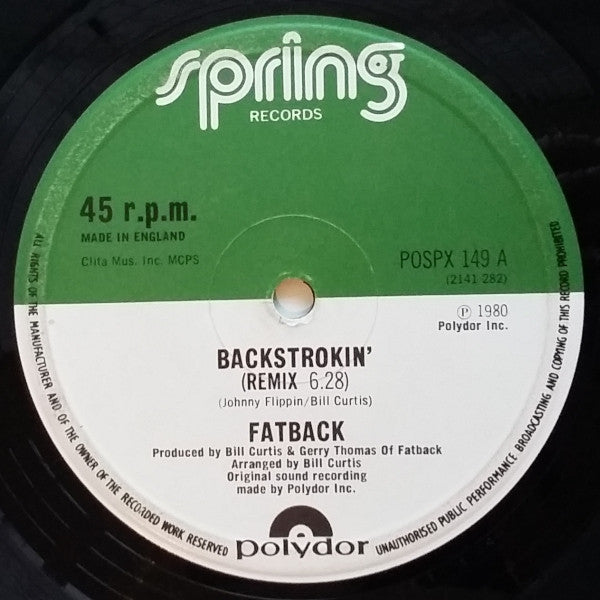 spring
RECORDS
45 r.p.m.
MADE IN ENGLAND
Clita Mus. Inc. MCPS
POSPX 149 A
(2141 282)
℗ 1980
Polydor Inc.
BACKSTROKIN'
(REMIX 6.28)
(Johnny Flippin/Bill Curtis)
FATBACK
Produced by Bill Curtis & Gerry Thomas Of Fatback
Arranged by Bill Curtis
Original sound recording
made by Polydor Inc.
polydor
ALL RIGHTS OF THE MANUFACTURER AND OF THE OWNER OF THE RECORDED WORK RESERVED
UNAUTHORISED PUBLIC PERFORMANCE BROADCASTING AND COPYING OF THIS RECORD PROHIBITED